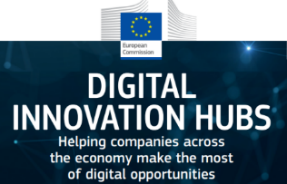 European
Commission
DIGITAL
INNOVATION HUBS
Helping companies across
the economy make the most
of digital opportunities